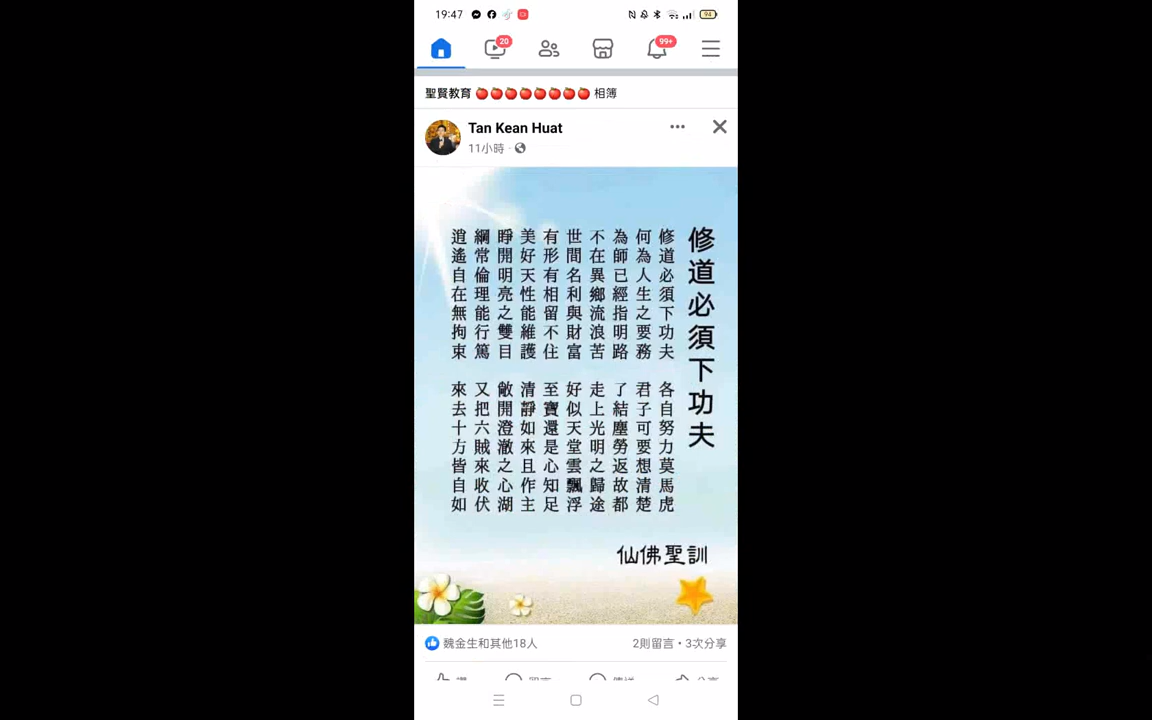 19:47
94
20
99+
聖賢教育 🍅🍅🍅🍅🍅🍅🍅🍅 相簿
Tan Kean Huat
11小時
修道必須下功夫
修道必須下功夫 各自努力莫馬虎
何為人生之要務 君子可要想清楚
為師已經指明路 了結塵勞返故都
不在異鄉流浪苦 走上光明之歸途
世間名利與財富 好似天堂雲飄浮
有形有相留不住 至寶還是心知足
美好天性能維護 清靜如來且作主
睜開明亮之雙目 敞開澄澈之心湖
綱常倫理能行篤 又把六賊來收伏
逍遙自在無拘束 來去十方皆自如
仙佛聖訓
魏金生和其他18人
2則留言・3次分享